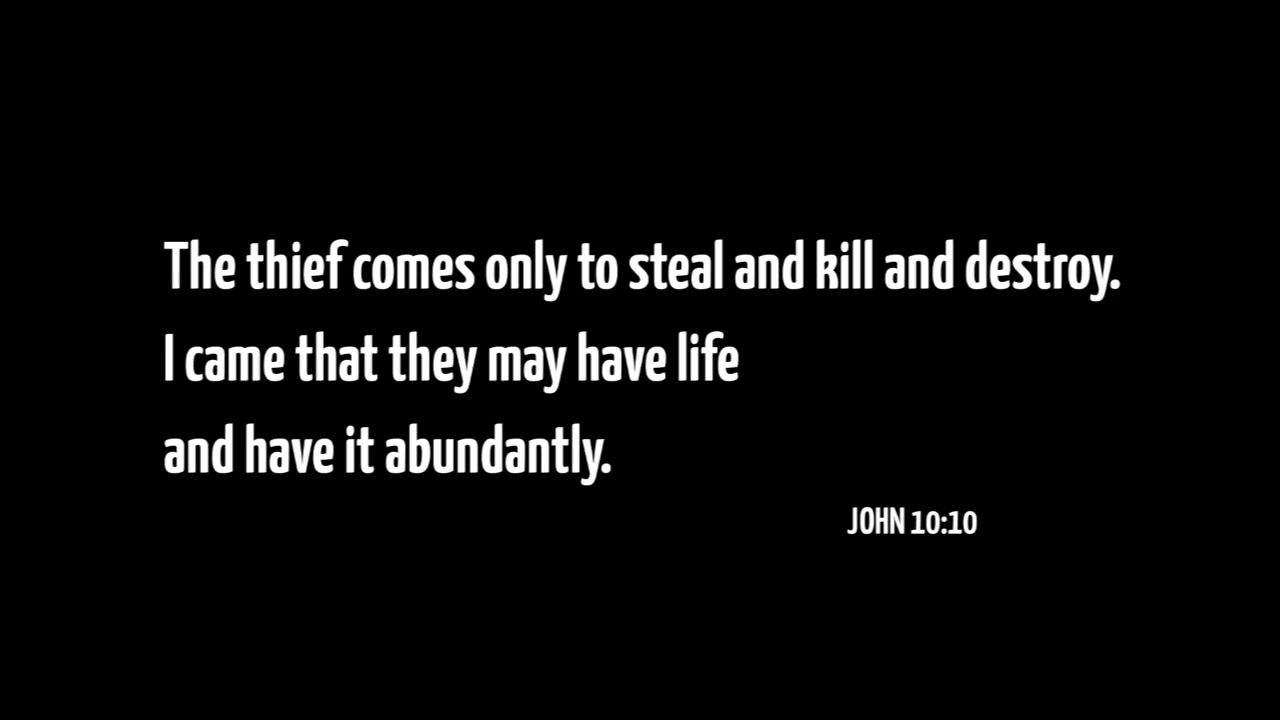 The thief comes only to steal and kill and destroy.
I came that they may have life
and have it abundantly.
JOHN 10:10